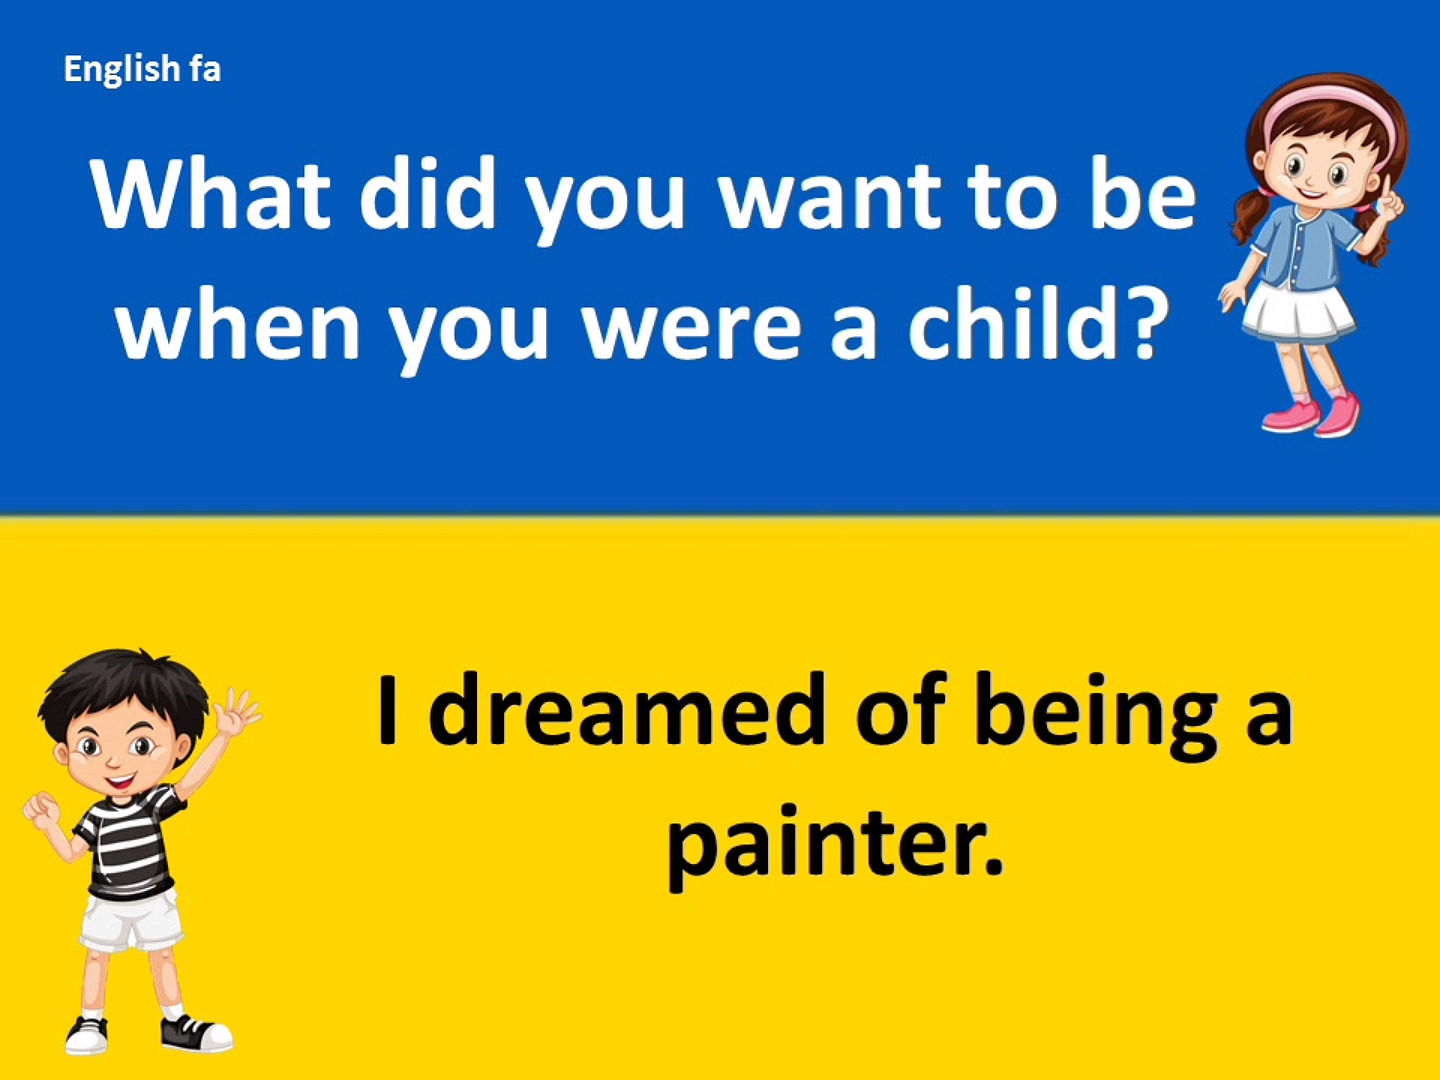 English fa
What did you want to be
when you were a child?
I dreamed of being a
painter.